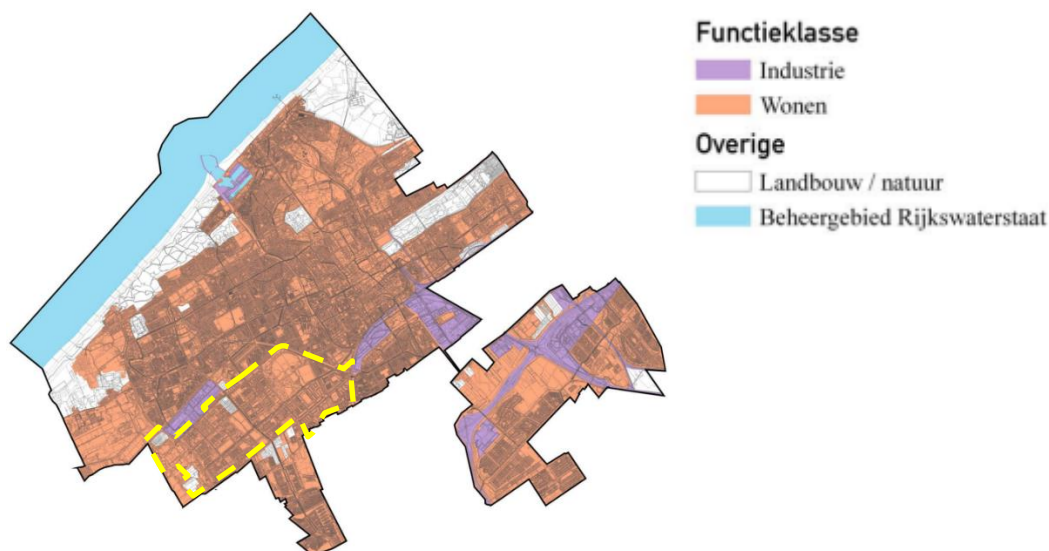 Functieklasse
Industrie
Wonen
Overige
Landbouw / natuur
Beheergebied Rijkswaterstaat